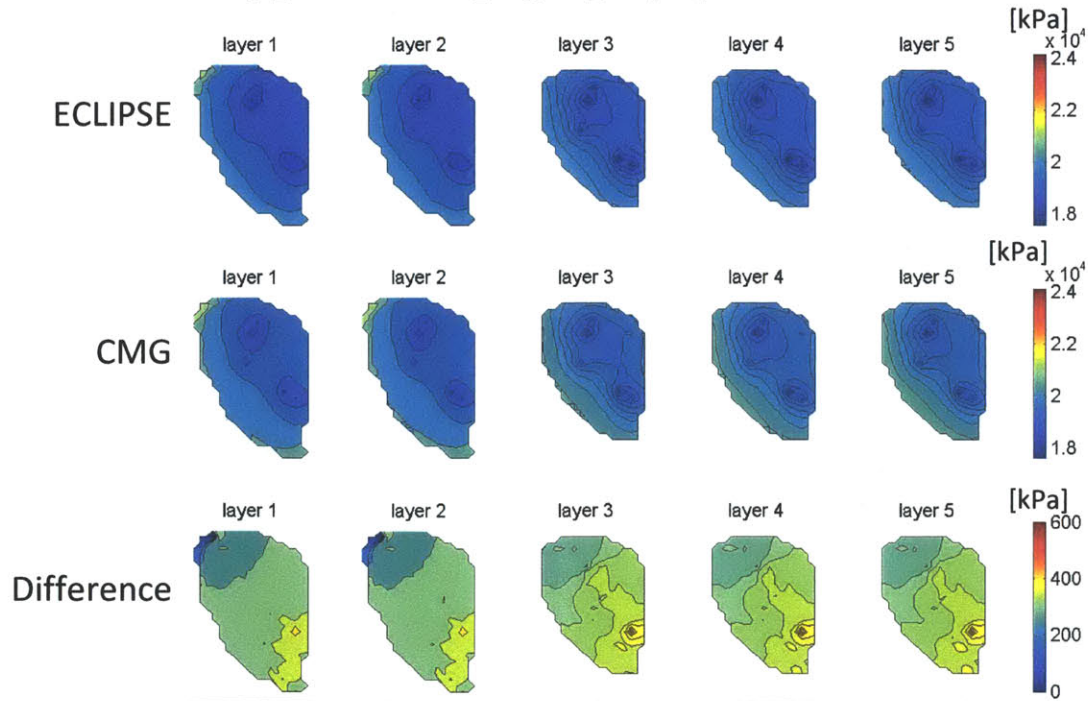 [kPa]
x 10⁴
layer 1 layer 2 layer 3 layer 4 layer 5
ECLIPSE
2.4
2.2
2
1.8
[kPa]
x 10⁴
layer 1 layer 2 layer 3 layer 4 layer 5
CMG
2.4
2.2
2
1.8
[kPa]
layer 1 layer 2 layer 3 layer 4 layer 5
Difference
600
400
200
0